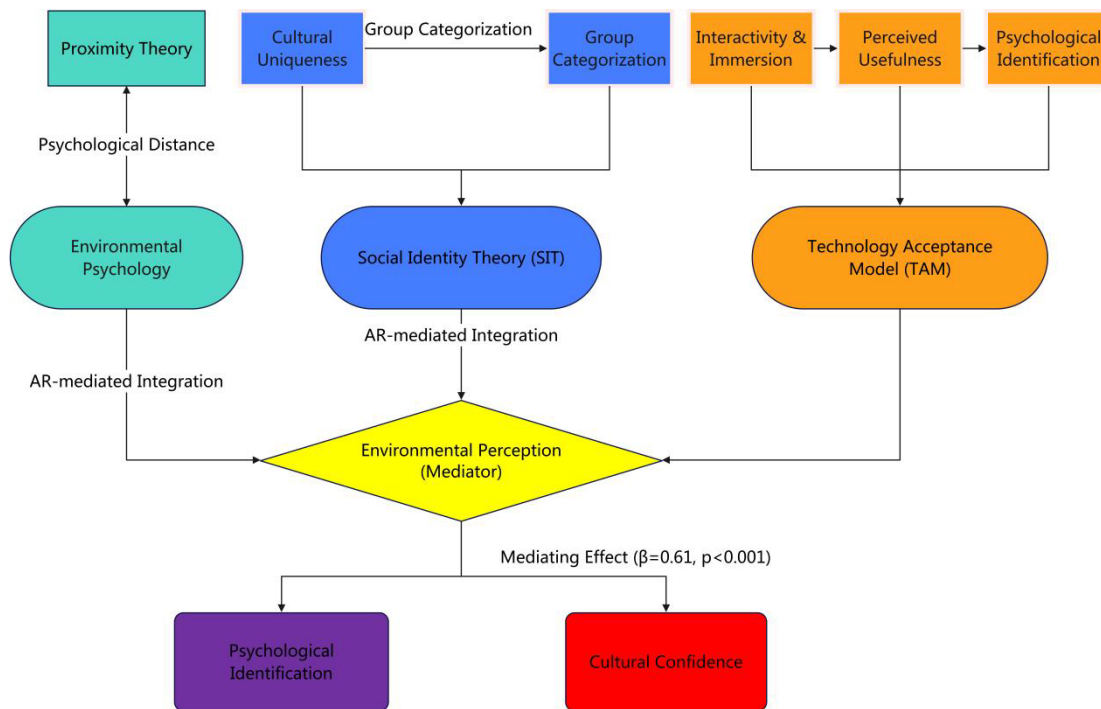 Proximity Theory
Cultural
Uniqueness
Group Categorization
Group
Categorization
Interactivity &
Immersion
Perceived
Usefulness
Psychological
Identification
Psychological Distance
Environmental
Psychology
Social Identity Theory (SIT)
Technology Acceptance
Model (TAM)
AR-mediated Integration
AR-mediated Integration
Environmental Perception
(Mediator)
Mediating Effect (β=0.61, p<0.001)
Psychological
Identification
Cultural Confidence